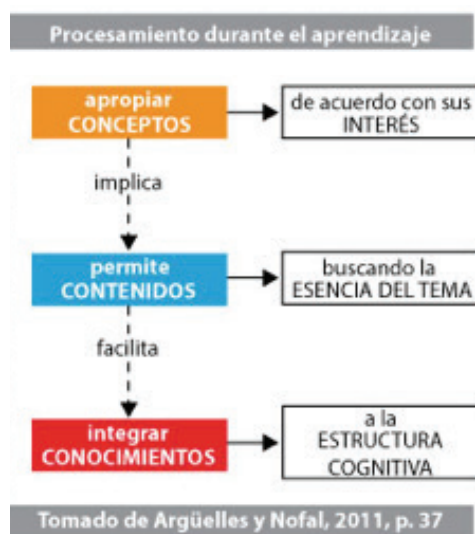 Procesamiento durante el aprendizaje
apropiar
CONCEPTOS
de acuerdo con sus
INTERÉS
implica
permite
CONTENIDOS
buscando la
ESENCIA DEL TEMA
facilita
integrar
CONOCIMIENTOS
a la
ESTRUCTURA
COGNITIVA
Tomado de Argüelles y Nofal, 2011, p. 37